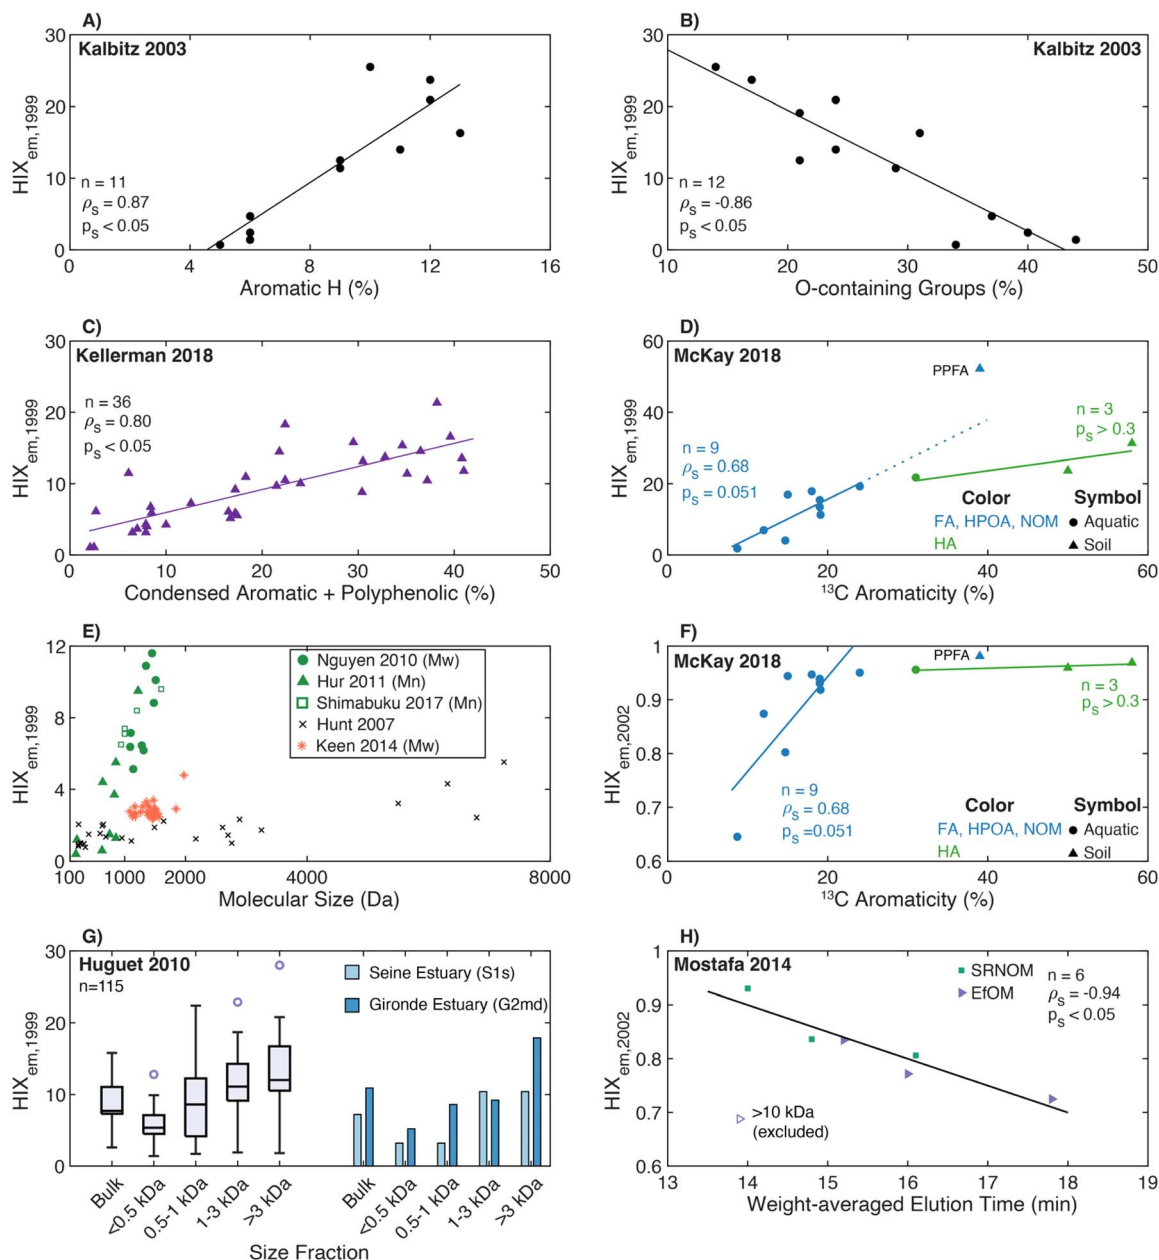 A)
Kalbitz 2003
HIXem,1999
30
20
10
0
n = 11
ρs = 0.87
ps < 0.05
0 4 8 12 16
Aromatic H (%)
B)
Kalbitz 2003
HIXem,1999
30
20
10
0
n = 12
ρs = -0.86
ps < 0.05
10 20 30 40 50
O-containing Groups (%)
C)
Kellerman 2018
HIXem,1999
30
20
10
0
n = 36
ρs = 0.80
ps < 0.05
0 10 20 30 40 50
Condensed Aromatic + Polyphenolic (%)
D)
McKay 2018
HIXem,1999
60
40
20
0
PPFA
n = 3
ps > 0.3
n = 9
ρs = 0.68
ps = 0.051
Color Symbol
FA, HPOA, NOM Aquatic
HA Soil
0 20 40 60
13C Aromaticity (%)
E)
HIXem,1999
12
8
4
0
Nguyen 2010 (Mw)
Hur 2011 (Mn)
Shimabuku 2017 (Mn)
Hunt 2007
Keen 2014 (Mw)
100 1000 2000 4000 8000
Molecular Size (Da)
F)
McKay 2018
HIXem,2002
1
0.9
0.8
0.7
0.6
PPFA
n = 3
ps > 0.3
n = 9
ρs = 0.68
ps =0.051
Color Symbol
FA, HPOA, NOM Aquatic
HA Soil
0 20 40 60
13C Aromaticity (%)
G)
Huguet 2010
n=115
HIXem,1999
30
20
10
0
Seine Estuary (S1s)
Gironde Estuary (G2md)
Bulk <0.5 kDa 0.5-1 kDa 1-3 kDa >3 kDa Bulk <0.5 kDa 0.5-1 kDa 1-3 kDa >3 kDa
Size Fraction
H)
Mostafa 2014
HIXem,2002
1
0.9
0.8
0.7
0.6
SRNOM
EfOM
n = 6
ρs = -0.94
ps < 0.05
>10 kDa
(excluded)
13 14 15 16 17 18 19
Weight-averaged Elution Time (min)